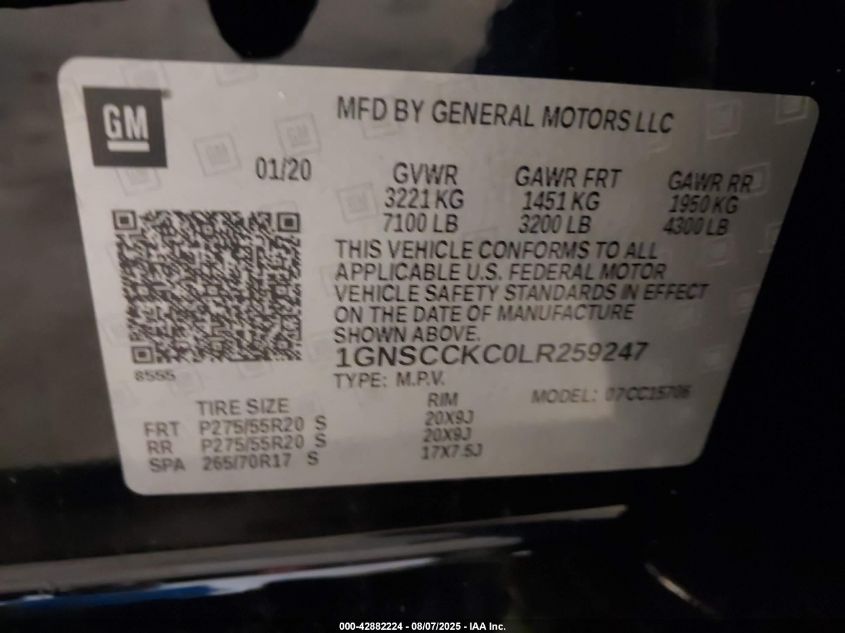 GM
MFD BY GENERAL MOTORS LLC
01/20
GVWR GAWR FRT GAWR RR
3221 KG 1451 KG 1950 KG
7100 LB 3200 LB 4300 LB
THIS VEHICLE CONFORMS TO ALL
APPLICABLE U.S. FEDERAL MOTOR
VEHICLE SAFETY STANDARDS IN EFFECT
ON THE DATE OF MANUFACTURE
SHOWN ABOVE.
1GNSCCKC0LR259247
8555
TYPE: M.P.V.
MODEL: 07CC15706
TIRE SIZE RIM
FRT P275/55R20 S 20X9J
RR P275/55R20 S 20X9J
SPA 265/70R17 S 17X7.5J
000-42882224 - 08/07/2025 - IAA Inc.